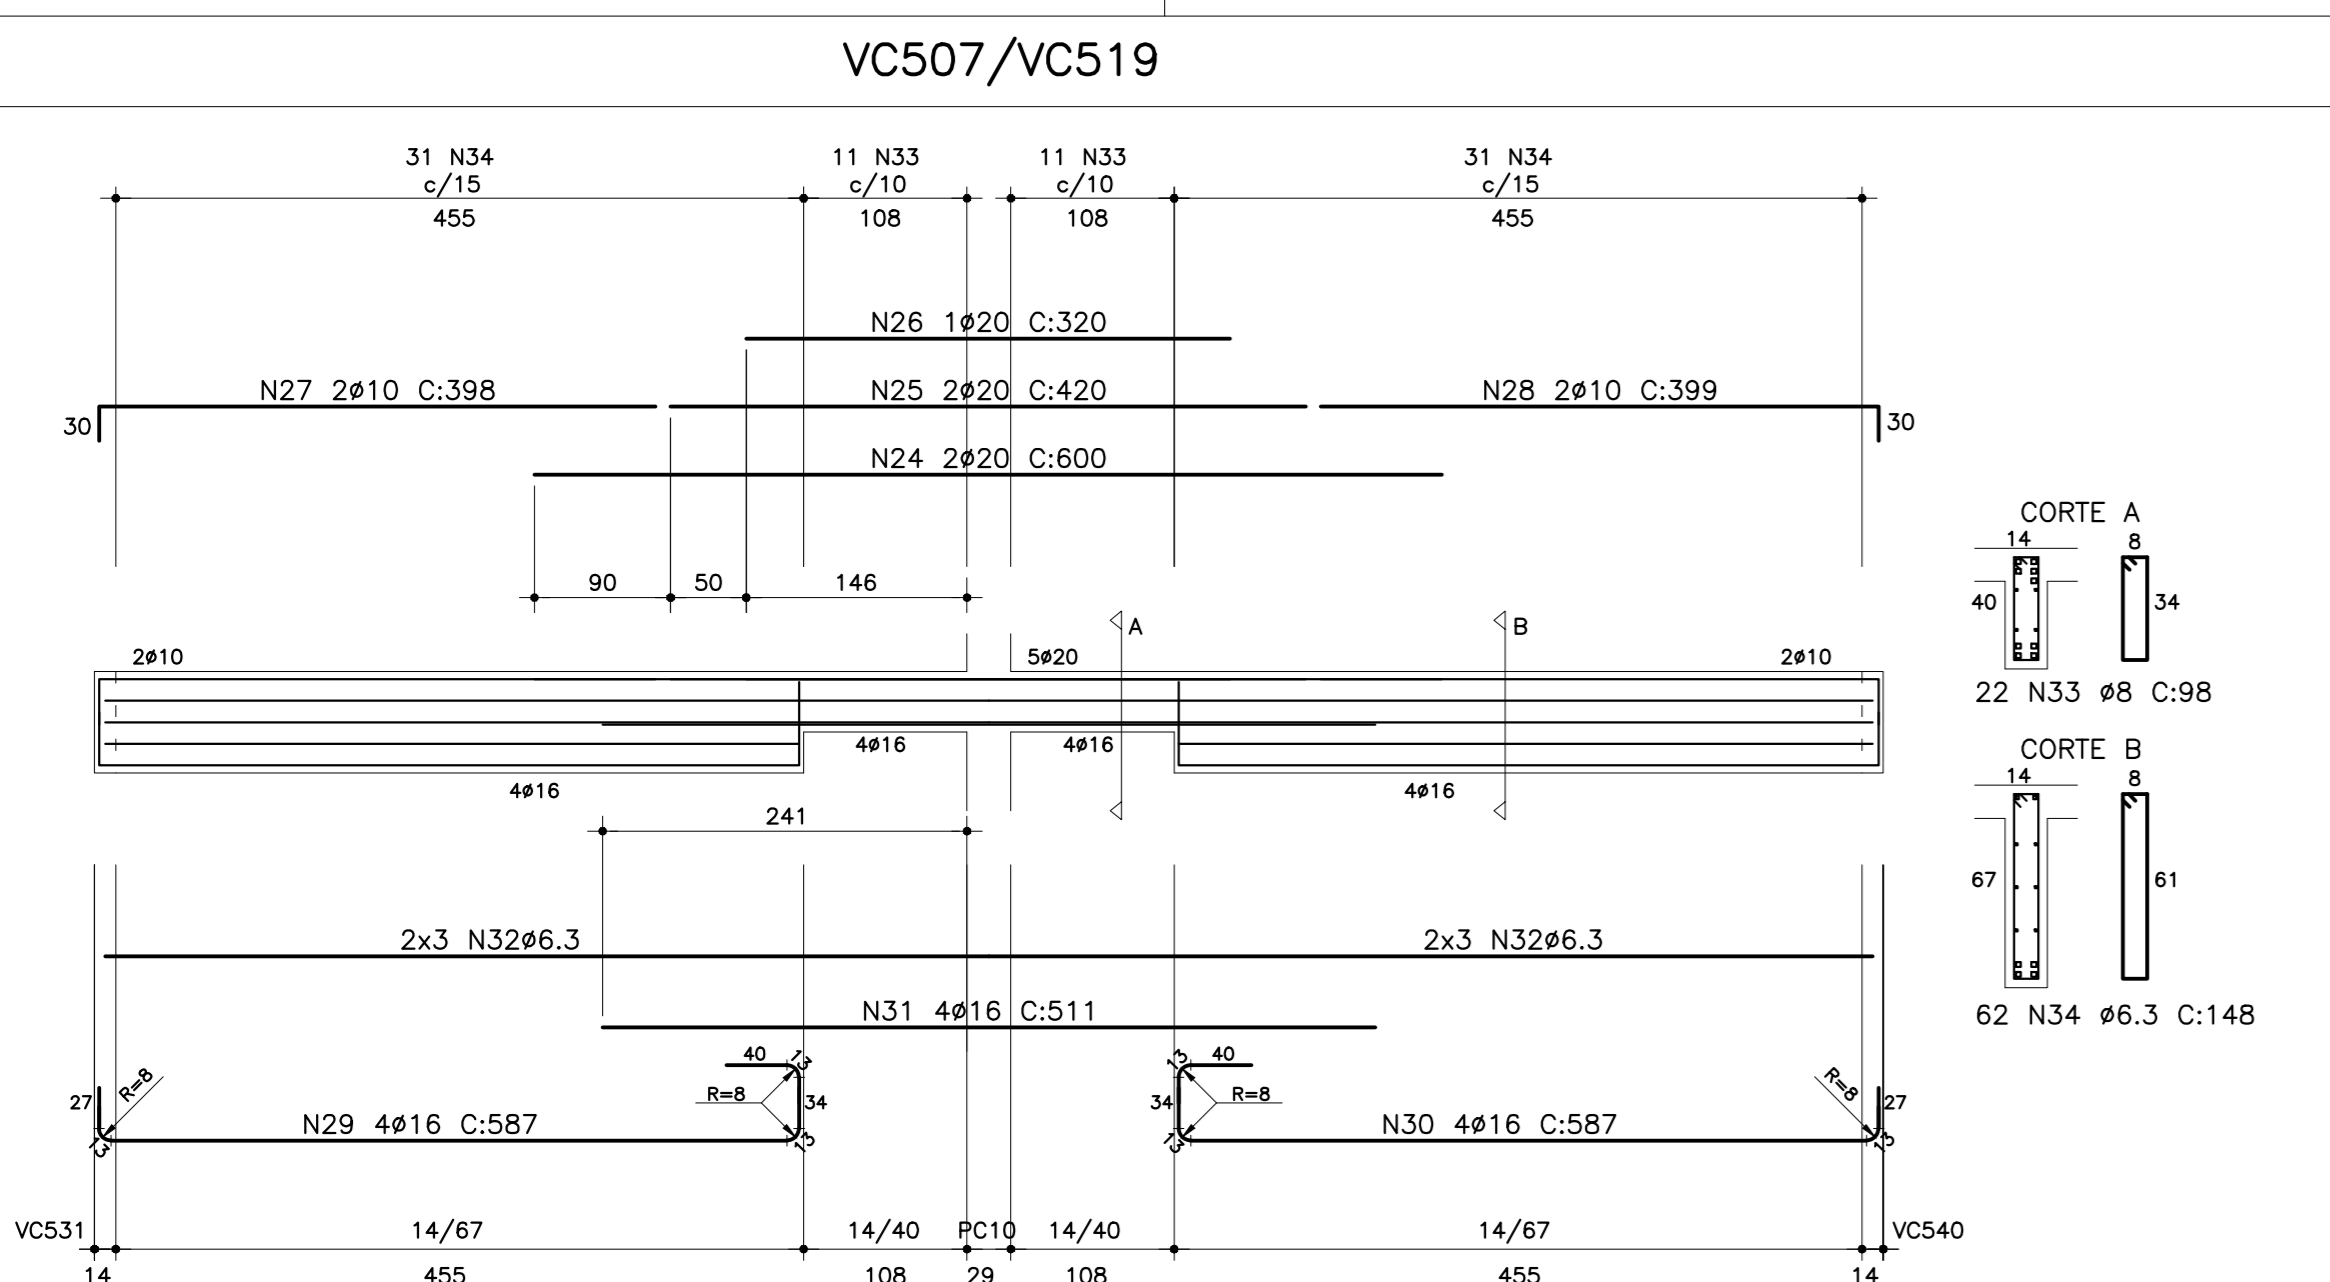 VC507/VC519
31 N34 11 N33 11 N33 31 N34
c/15 c/10 c/10 c/15
455 108 108 455
N26 1ø20 C:320
N27 2ø10 C:398 N25 2ø20 C:420 N28 2ø10 C:399
30 30
N24 2ø20 C:600
90 50 146
A B
2ø10 5ø20 2ø10
4ø16 4ø16
4ø16 4ø16
241
2x3 N32ø6.3 2x3 N32ø6.3
N31 4ø16 C:511
40 13 13 40
R=8 R=8 R=8 R=8
27 34 34 27
N29 4ø16 C:587 N30 4ø16 C:587
13 13 13 13
VC531 14/67 14/40 PC10 14/40 14/67 VC540
14 455 108 29 108 455 14
CORTE A
14 8
40 34
22 N33 ø8 C:98
CORTE B
14 8
67 61
62 N34 ø6.3 C:148